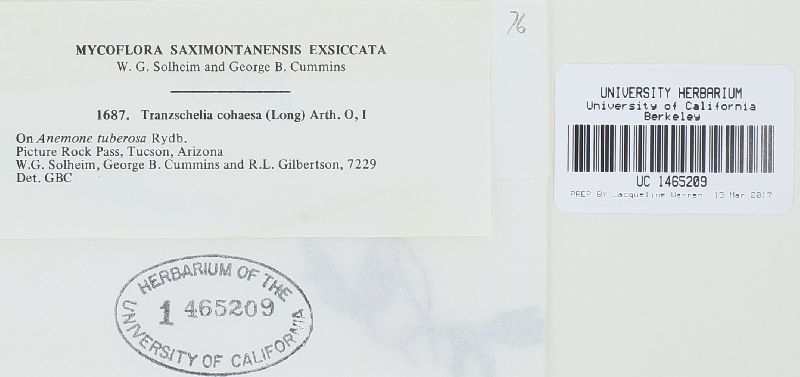 76
MYCOFLORA SAXIMONTANENSIS EXSICCATA
W. G. Solheim and George B. Cummins
1687. Tranzschelia cohaesa (Long) Arth. O, I
On Anemone tuberosa Rydb.
Picture Rock Pass, Tucson, Arizona
W.G. Solheim, George B. Cummins and R.L. Gilbertson, 7229
Det. GBC
UNIVERSITY HERBARIUM
University of California
Berkeley
UC 1465209
PREP BY Jacqueline Warren, 13 Mar 2017
HERBARIUM OF THE
1 465209
UNIVERSITY OF CALIFORNIA